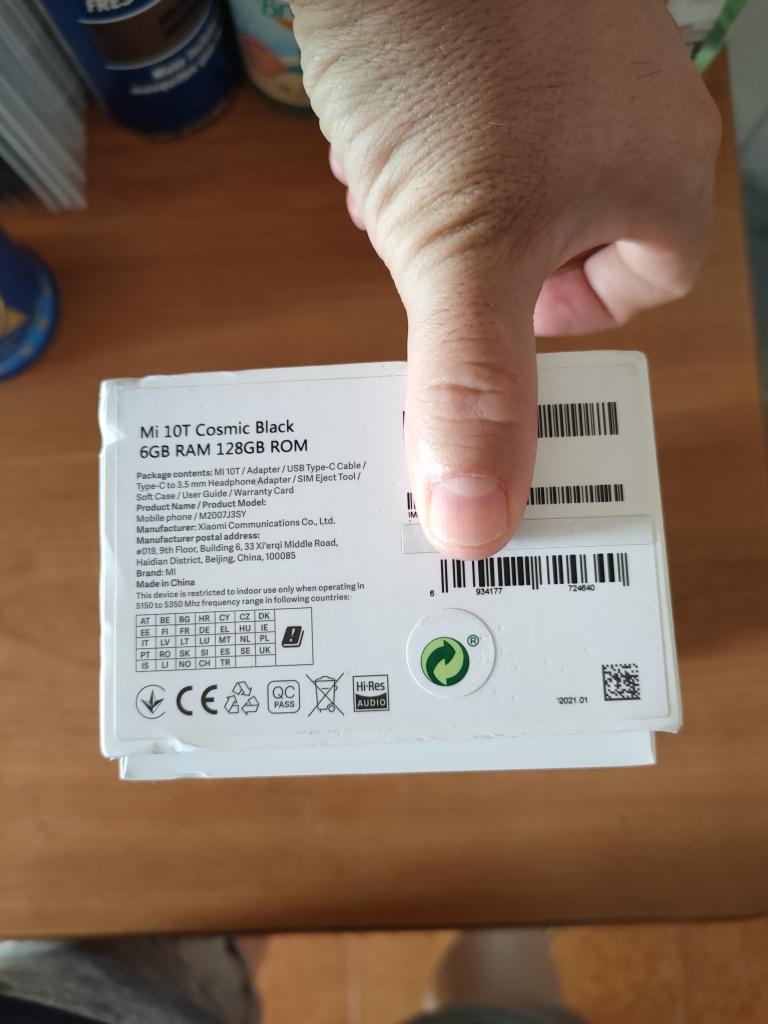 FRES
Mi 10T Cosmic Black
6GB RAM 128GB ROM
Package contents: Mi 10T / Adapter / USB Type-C Cable /
Type-C to 3.5 mm Headphone Adapter / SIM Eject Tool /
Soft Case / User Guide / Warranty Card
Product Name / Product Model:
Mobile phone / M2007J3SY
Manufacturer: Xiaomi Communications Co., Ltd.
Manufacturer postal address:
#019, 9th Floor, Building 6, 33 Xi'erqi Middle Road,
Haidian District, Beijing, China, 100085
Brand: MI
Made in China
This device is restricted to indoor use only when operating in
5150 to 5350 Mhz frequency range in following countries:
AT BE BG HR CY CZ DK
EE FI FR DE EL HU IE
IT LV LT LU MT NL PL
PT RO SK SI ES SE UK
IS LI NO CH TR
CE
QC
PASS
Hi-Res
AUDIO
IM
6 934177 724640
®
2021.01